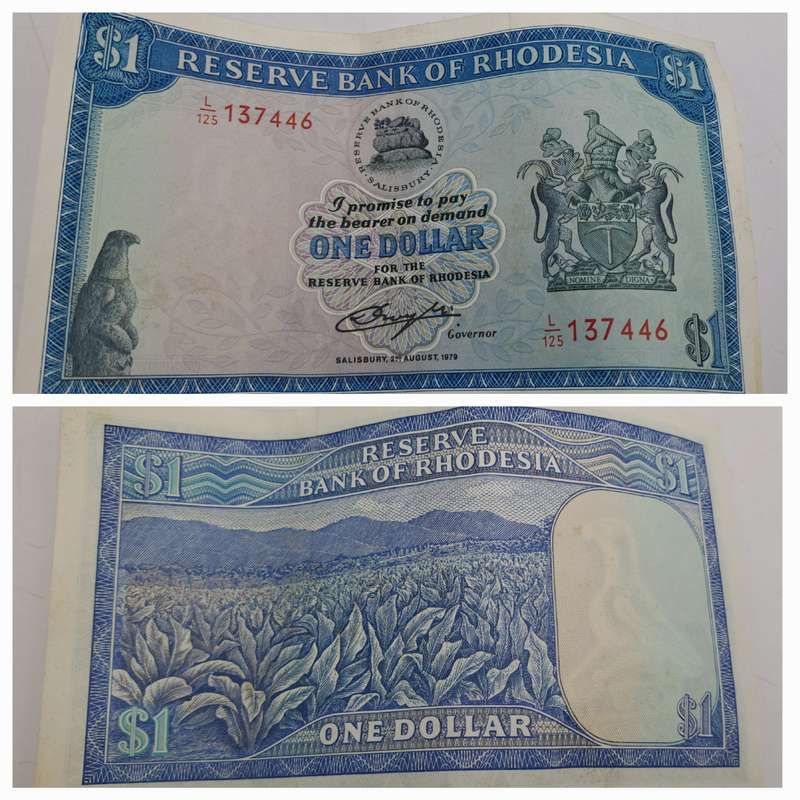 $1 RESERVE BANK OF RHODESIA $1
L/125 137446
RESERVE BANK OF RHODESIA
SALISBURY
I promise to pay
the bearer on demand
ONE DOLLAR
FOR THE
RESERVE BANK OF RHODESIA
Governor
SALISBURY, 2ND AUGUST, 1979
NOMINE DIGNA
L/125 137446
$1
RESERVE
BANK OF RHODESIA
$1 $1
$1 ONE DOLLAR $1